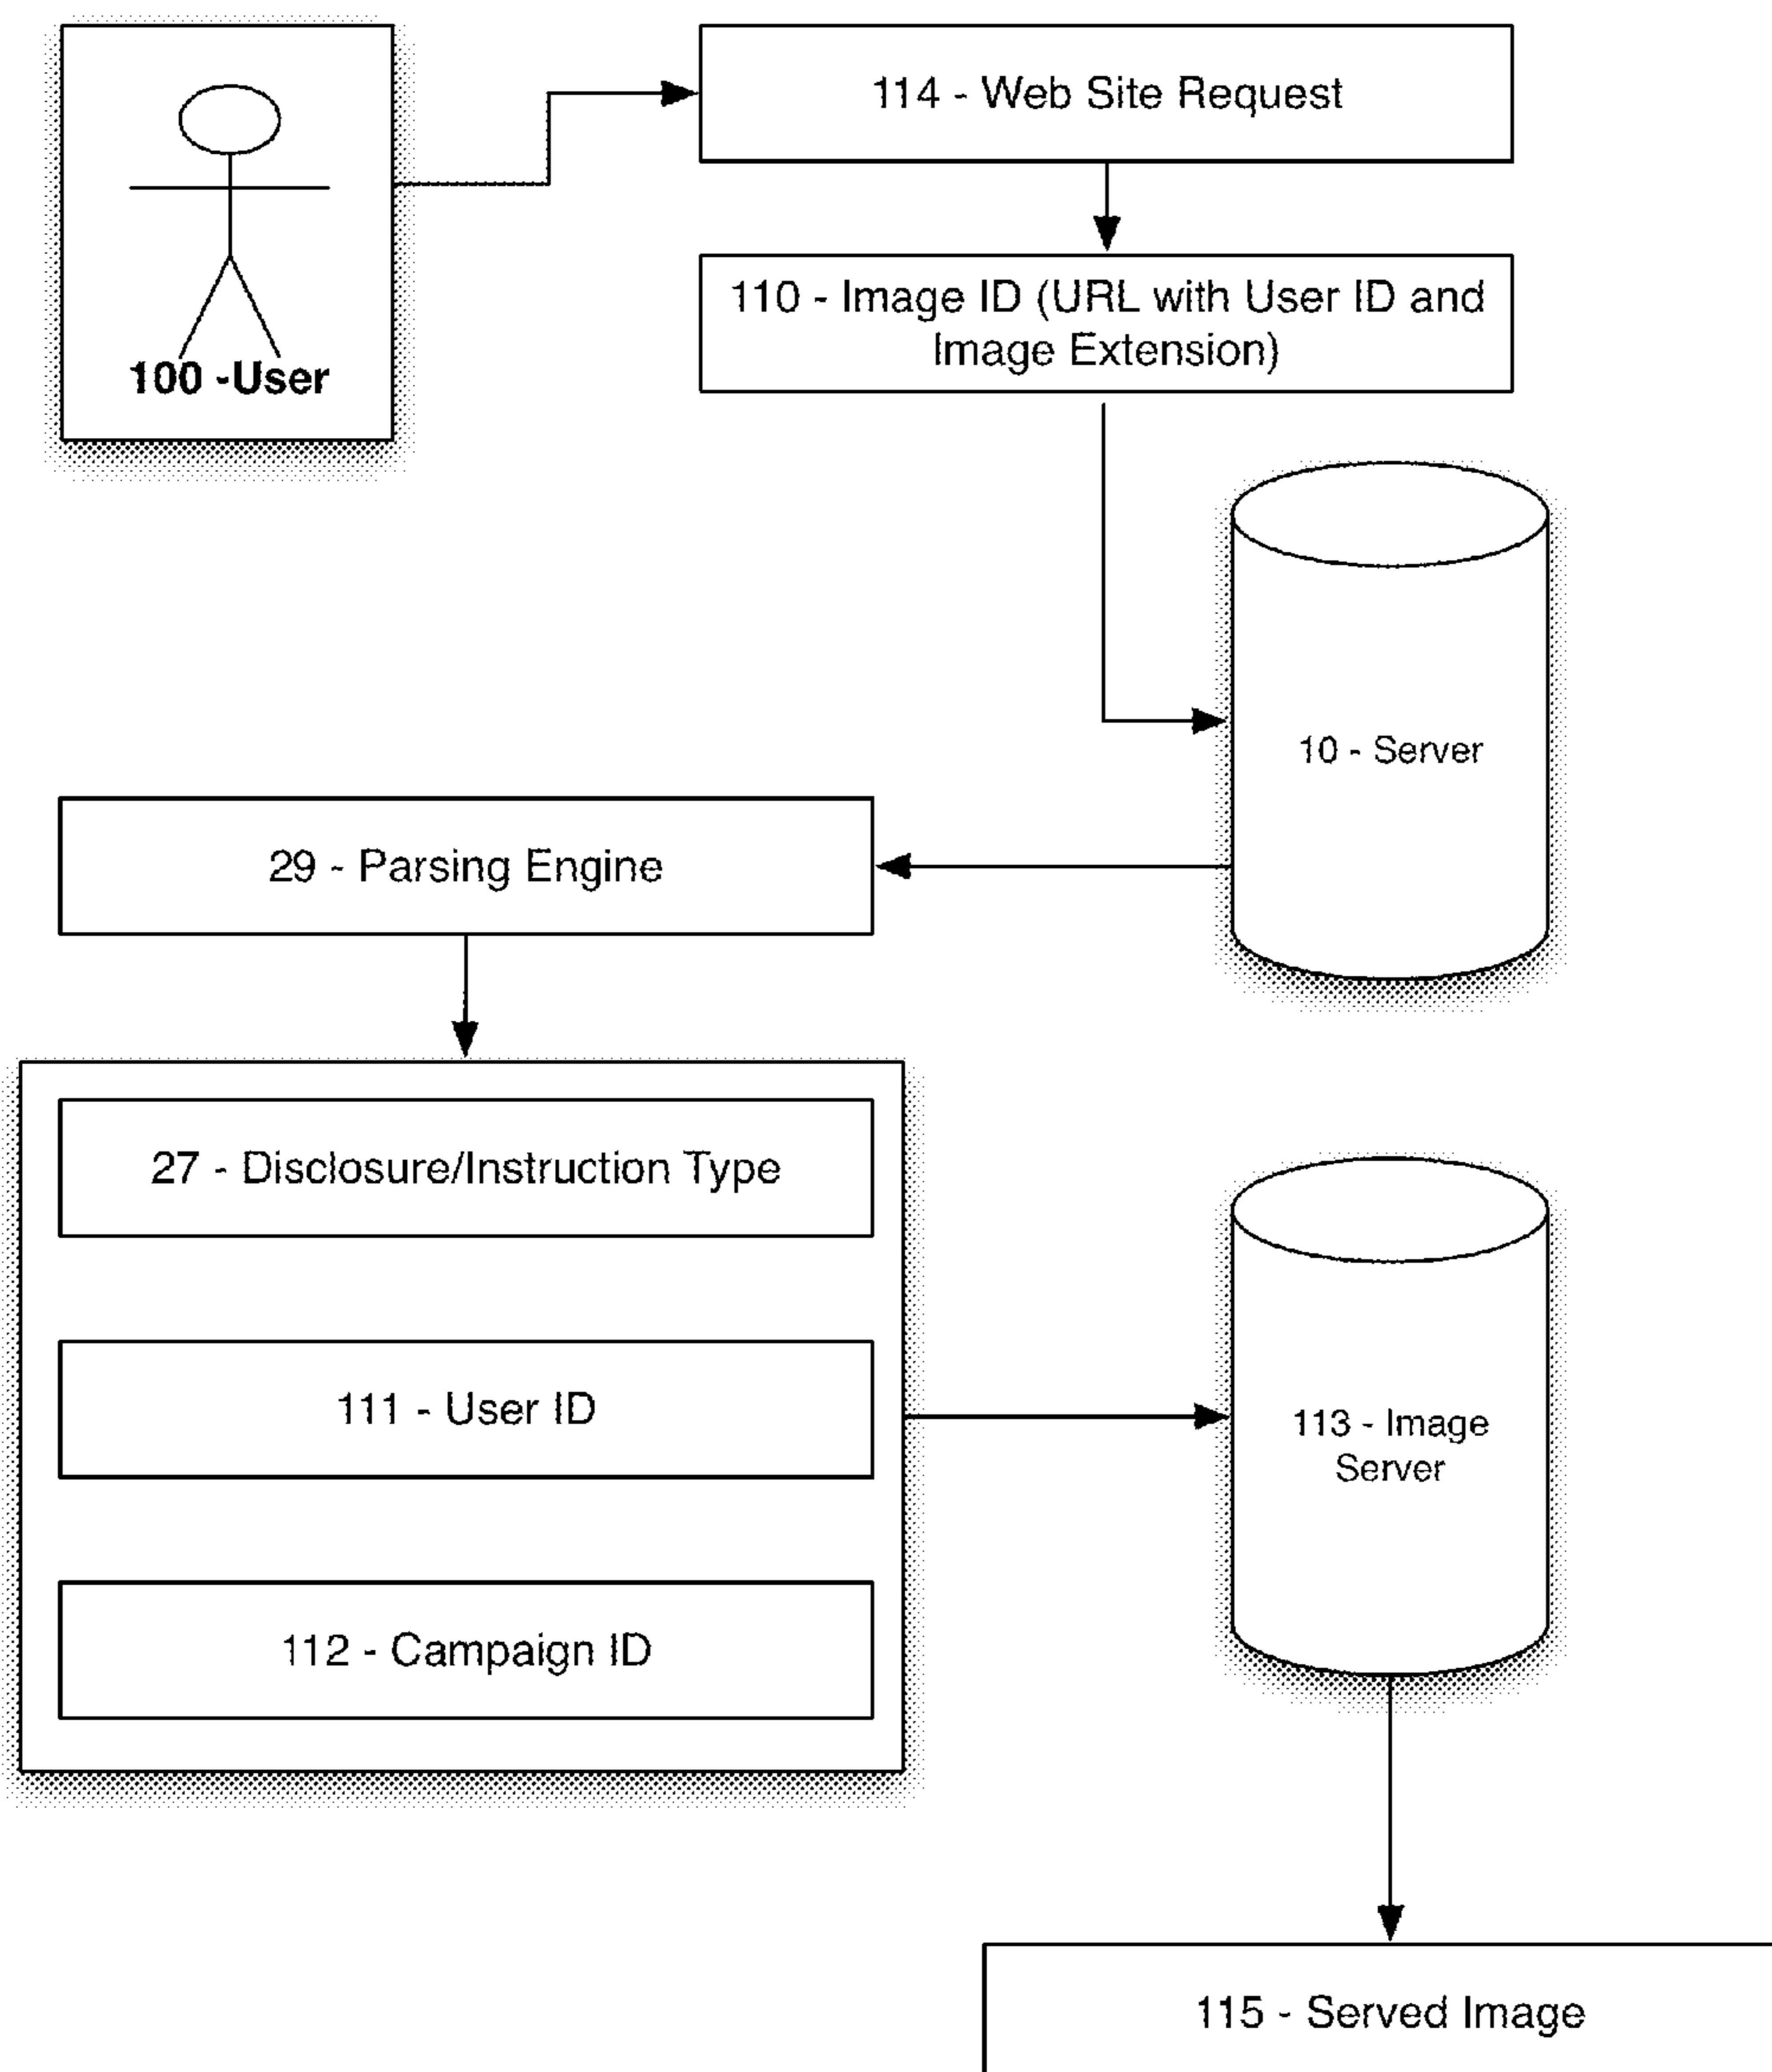 114 - Web Site Request
100 -User
110 - Image ID (URL with User ID and
Image Extension)
10 - Server
29 - Parsing Engine
27 - Disclosure/Instruction Type
111 - User ID
113 - Image
Server
112 - Campaign ID
115 - Served Image